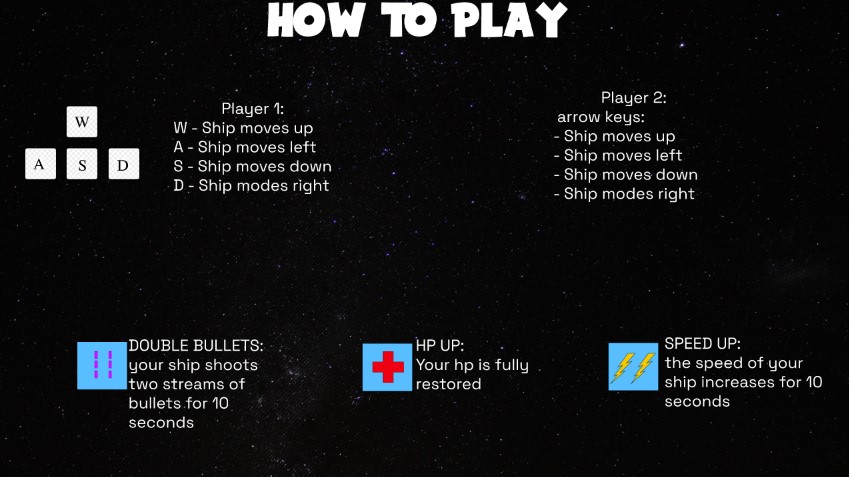 HOW TO PLAY
W
A S D
Player 1:
W - Ship moves up
A - Ship moves left
S - Ship moves down
D - Ship modes right
Player 2:
arrow keys:
- Ship moves up
- Ship moves left
- Ship moves down
- Ship modes right
DOUBLE BULLETS:
your ship shoots
two streams of
bullets for 10
seconds
HP UP:
Your hp is fully
restored
SPEED UP:
the speed of your
ship increases for 10
seconds